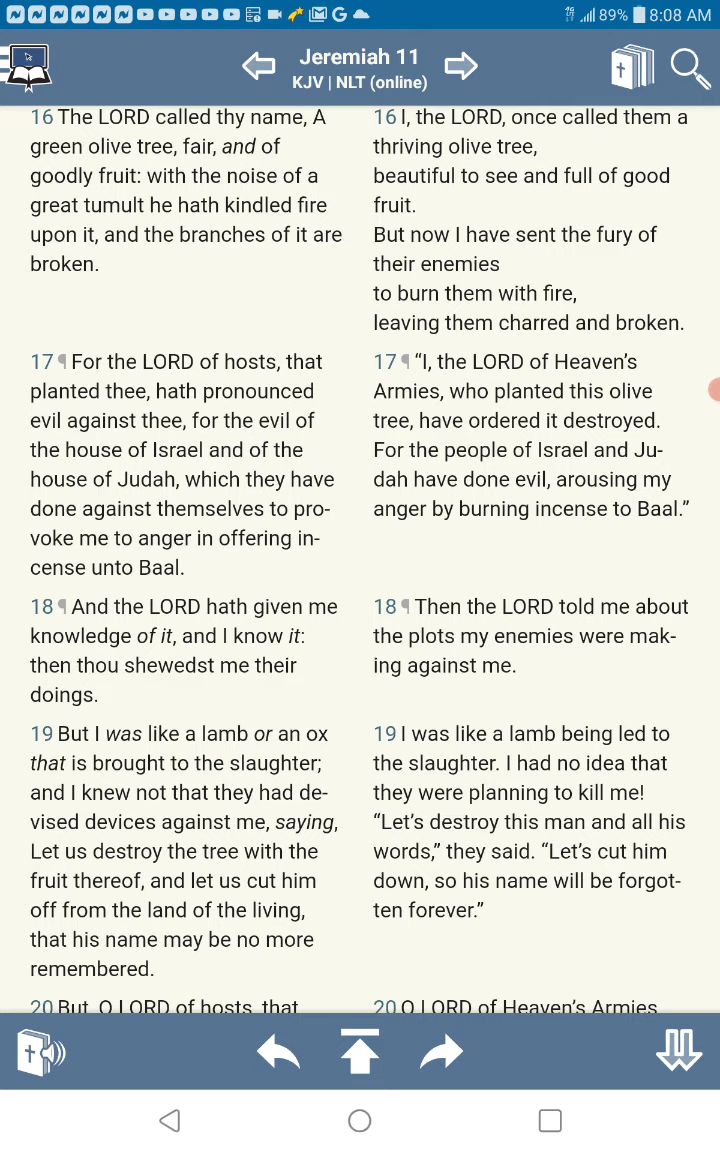 89% 8:08 AM
Jeremiah 11
KJV | NLT (online)
16 The LORD called thy name, A
green olive tree, fair, and of
goodly fruit: with the noise of a
great tumult he hath kindled fire
upon it, and the branches of it are
broken.
16 I, the LORD, once called them a
thriving olive tree,
beautiful to see and full of good
fruit.
But now I have sent the fury of
their enemies
to burn them with fire,
leaving them charred and broken.
17 ¶ For the LORD of hosts, that
planted thee, hath pronounced
evil against thee, for the evil of
the house of Israel and of the
house of Judah, which they have
done against themselves to pro-
voke me to anger in offering in-
cense unto Baal.
17 ¶ “I, the LORD of Heaven’s
Armies, who planted this olive
tree, have ordered it destroyed.
For the people of Israel and Ju-
dah have done evil, arousing my
anger by burning incense to Baal.”
18 ¶ And the LORD hath given me
knowledge of it, and I know it:
then thou shewedst me their
doings.
18 ¶ Then the LORD told me about
the plots my enemies were mak-
ing against me.
19 But I was like a lamb or an ox
that is brought to the slaughter;
and I knew not that they had de-
vised devices against me, saying,
Let us destroy the tree with the
fruit thereof, and let us cut him
off from the land of the living,
that his name may be no more
remembered.
19 I was like a lamb being led to
the slaughter. I had no idea that
they were planning to kill me!
“Let’s destroy this man and all his
words,” they said. “Let’s cut him
down, so his name will be forgot-
ten forever.”
20 But, O LORD of hosts, that
20 O LORD of Heaven’s Armies